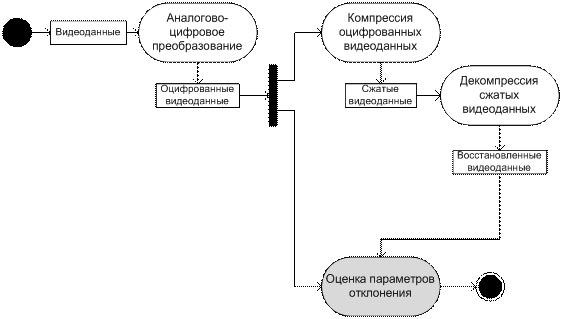 Видеоданные
Аналогово-
цифровое
преобразование
Оцифрованные
видеоданные
Компрессия
оцифрованных
видеоданных
Сжатые
видеоданные
Декомпрессия
сжатых
видеоданных
Восстановленные
видеоданные
Оценка параметров
отклонения